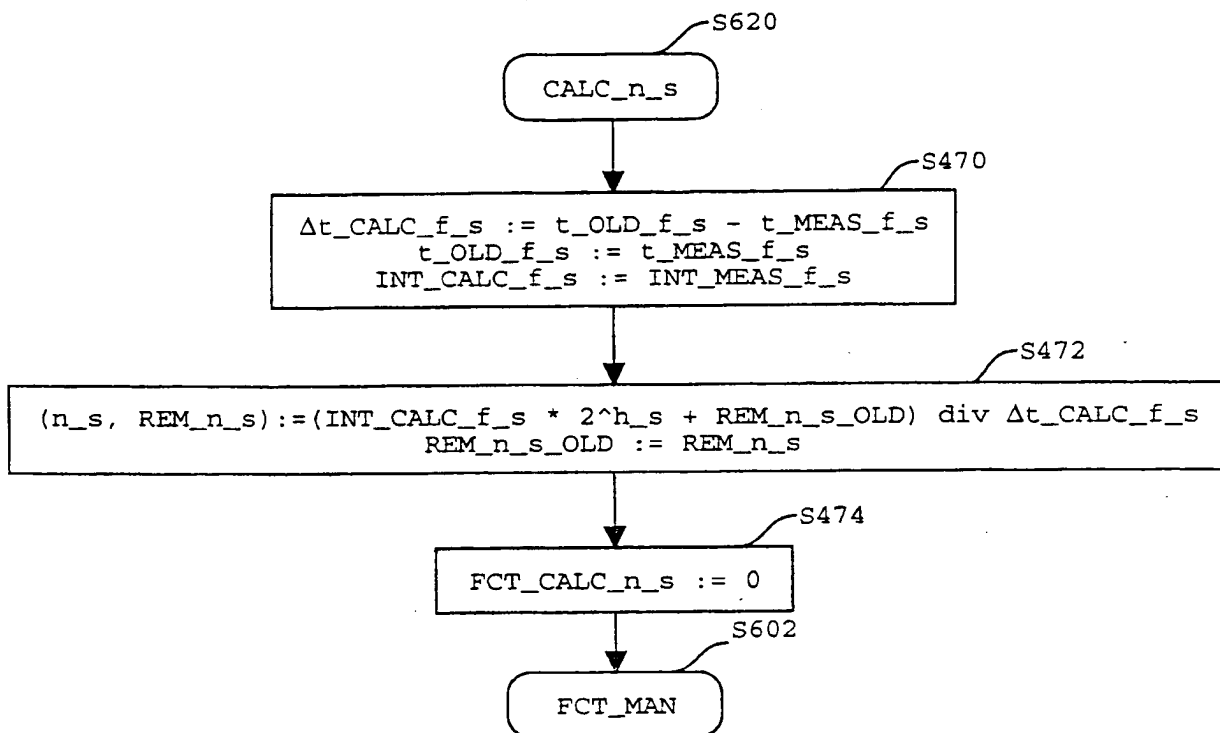 S620
CALC_n_s
S470
Δt_CALC_f_s := t_OLD_f_s - t_MEAS_f_s
t_OLD_f_s := t_MEAS_f_s
INT_CALC_f_s := INT_MEAS_f_s
S472
(n_s, REM_n_s):=(INT_CALC_f_s * 2^h_s + REM_n_s_OLD) div Δt_CALC_f_s
REM_n_s_OLD := REM_n_s
S474
FCT_CALC_n_s := 0
S602
FCT_MAN